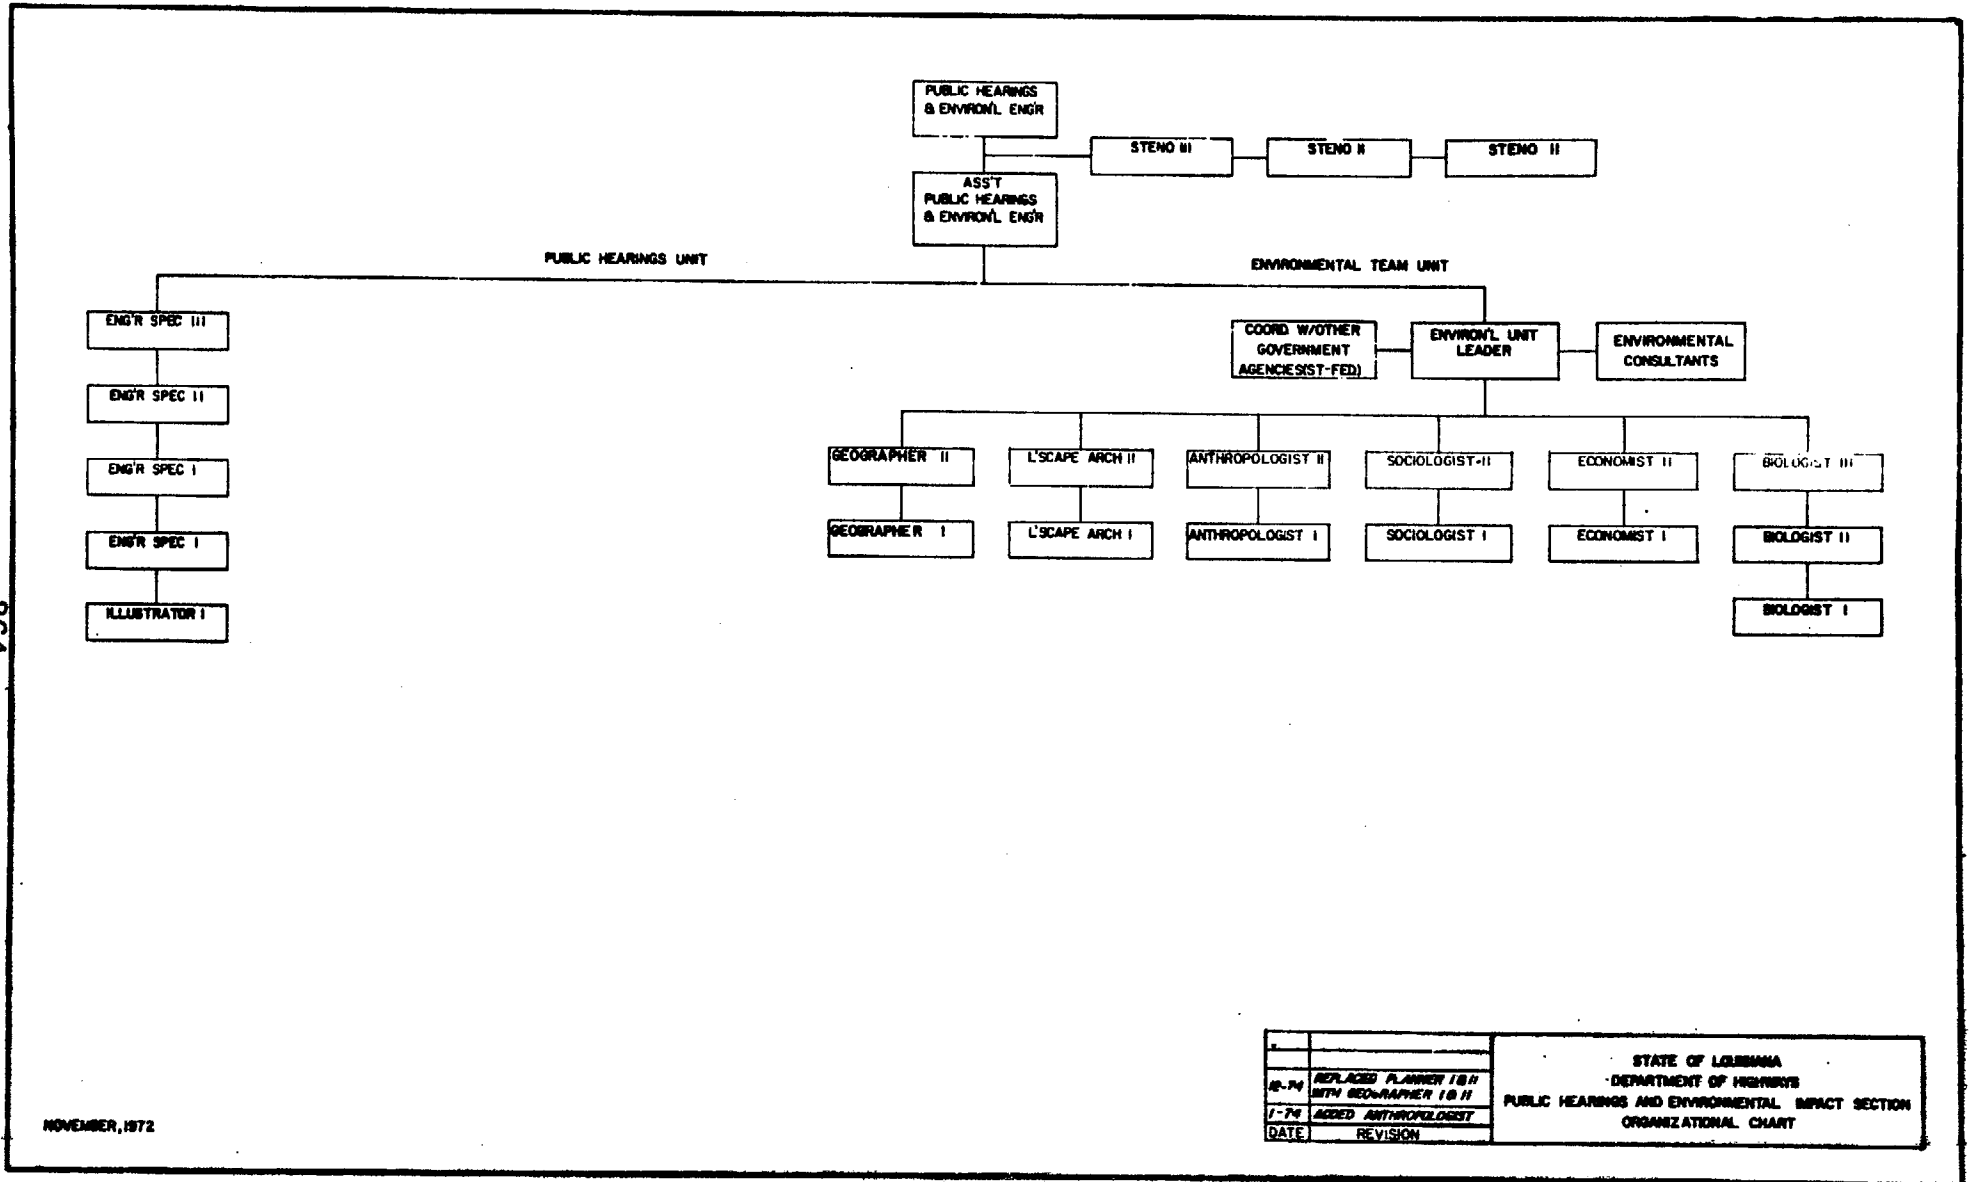 PUBLIC HEARINGS
& ENVIRON'L ENG'R
STENO III
STENO II
STENO II
ASS'T
PUBLIC HEARINGS
& ENVIRON'L ENG'R
PUBLIC HEARINGS UNIT
ENVIRONMENTAL TEAM UNIT
ENG'R SPEC III
ENG'R SPEC II
ENG'R SPEC I
ENG'R SPEC I
ILLUSTRATOR I
COORD W/OTHER
GOVERNMENT
AGENCIES(ST-FED)
ENVIRON'L UNIT
LEADER
ENVIRONMENTAL
CONSULTANTS
GEOGRAPHER II
L'SCAPE ARCH II
ANTHROPOLOGIST II
SOCIOLOGIST-II
ECONOMIST II
BIOLOGIST III
GEOGRAPHER I
L'SCAPE ARCH I
ANTHROPOLOGIST I
SOCIOLOGIST I
ECONOMIST I
BIOLOGIST II
BIOLOGIST I
NOVEMBER, 1972
12-74 REPLACED PLANNER I & II
WITH GEOGRAPHER I & II
1-74 ADDED ANTHROPOLOGIST
DATE REVISION
STATE OF LOUISIANA
DEPARTMENT OF HIGHWAYS
PUBLIC HEARINGS AND ENVIRONMENTAL IMPACT SECTION
ORGANIZATIONAL CHART